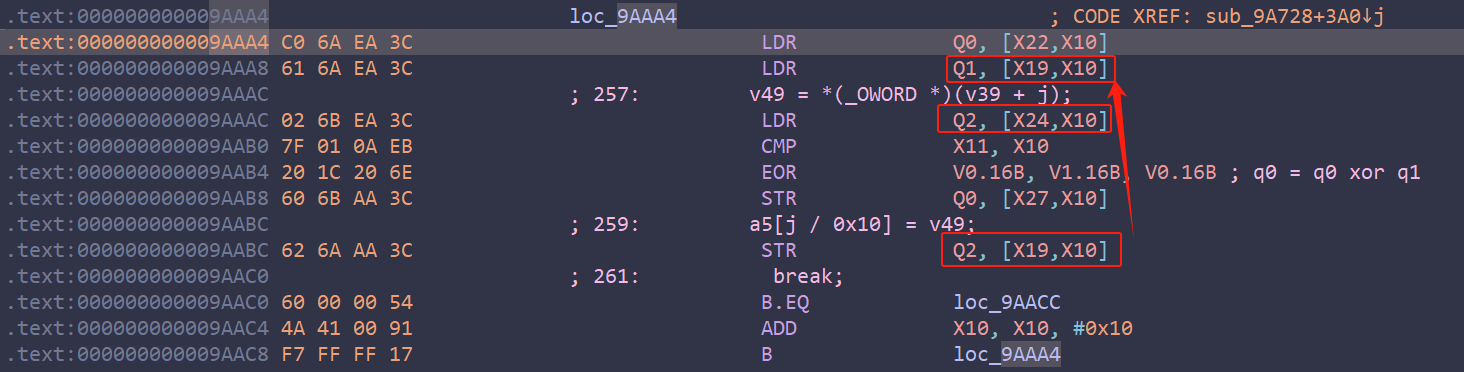 .text:000000000009AAA4 loc_9AAA4 ; CODE XREF: sub_9A728+3A0↓j
.text:000000000009AAA4 C0 6A EA 3C LDR Q0, [X22,X10]
.text:000000000009AAA8 61 6A EA 3C LDR Q1, [X19,X10]
.text:000000000009AAAC ; 257: v49 = *(_OWORD *)(v39 + j);
.text:000000000009AAAC 02 6B EA 3C LDR Q2, [X24,X10]
.text:000000000009AAB0 7F 01 0A EB CMP X11, X10
.text:000000000009AAB4 20 1C 20 6E EOR V0.16B, V1.16B, V0.16B ; q0 = q0 xor q1
.text:000000000009AAB8 60 6B AA 3C STR Q0, [X27,X10]
.text:000000000009AABC ; 259: a5[j / 0x10] = v49;
.text:000000000009AABC 62 6A AA 3C STR Q2, [X19,X10]
.text:000000000009AAC0 ; 261: break;
.text:000000000009AAC0 60 00 00 54 B.EQ loc_9AACC
.text:000000000009AAC4 4A 41 00 91 ADD X10, X10, #0x10
.text:000000000009AAC8 F7 FF FF 17 B loc_9AAA4